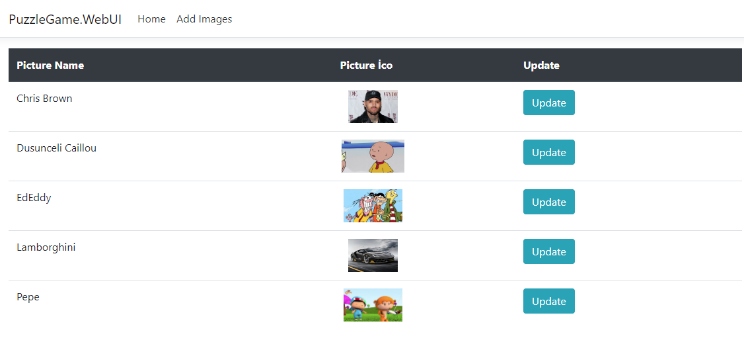 PuzzleGame.WebUI Home Add Images
Picture Name Picture İco Update
Chris Brown Update
Dusunceli Caillou Update
EdEddy Update
Lamborghini Update
Pepe Update